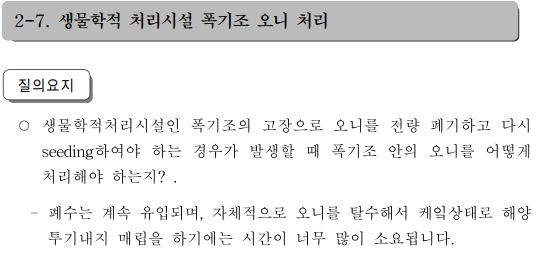 2-7. 생물학적 처리시설 폭기조 오니 처리
질의요지
○ 생물학적처리시설인 폭기조의 고장으로 오니를 전량 폐기하고 다시
seeding하여야 하는 경우가 발생할 때 폭기조 안의 오니를 어떻게
처리해야 하는지? .
- 폐수는 계속 유입되며, 자체적으로 오니를 탈수해서 케잌상태로 해양
투기내지 매립을 하기에는 시간이 너무 많이 소요됩니다.